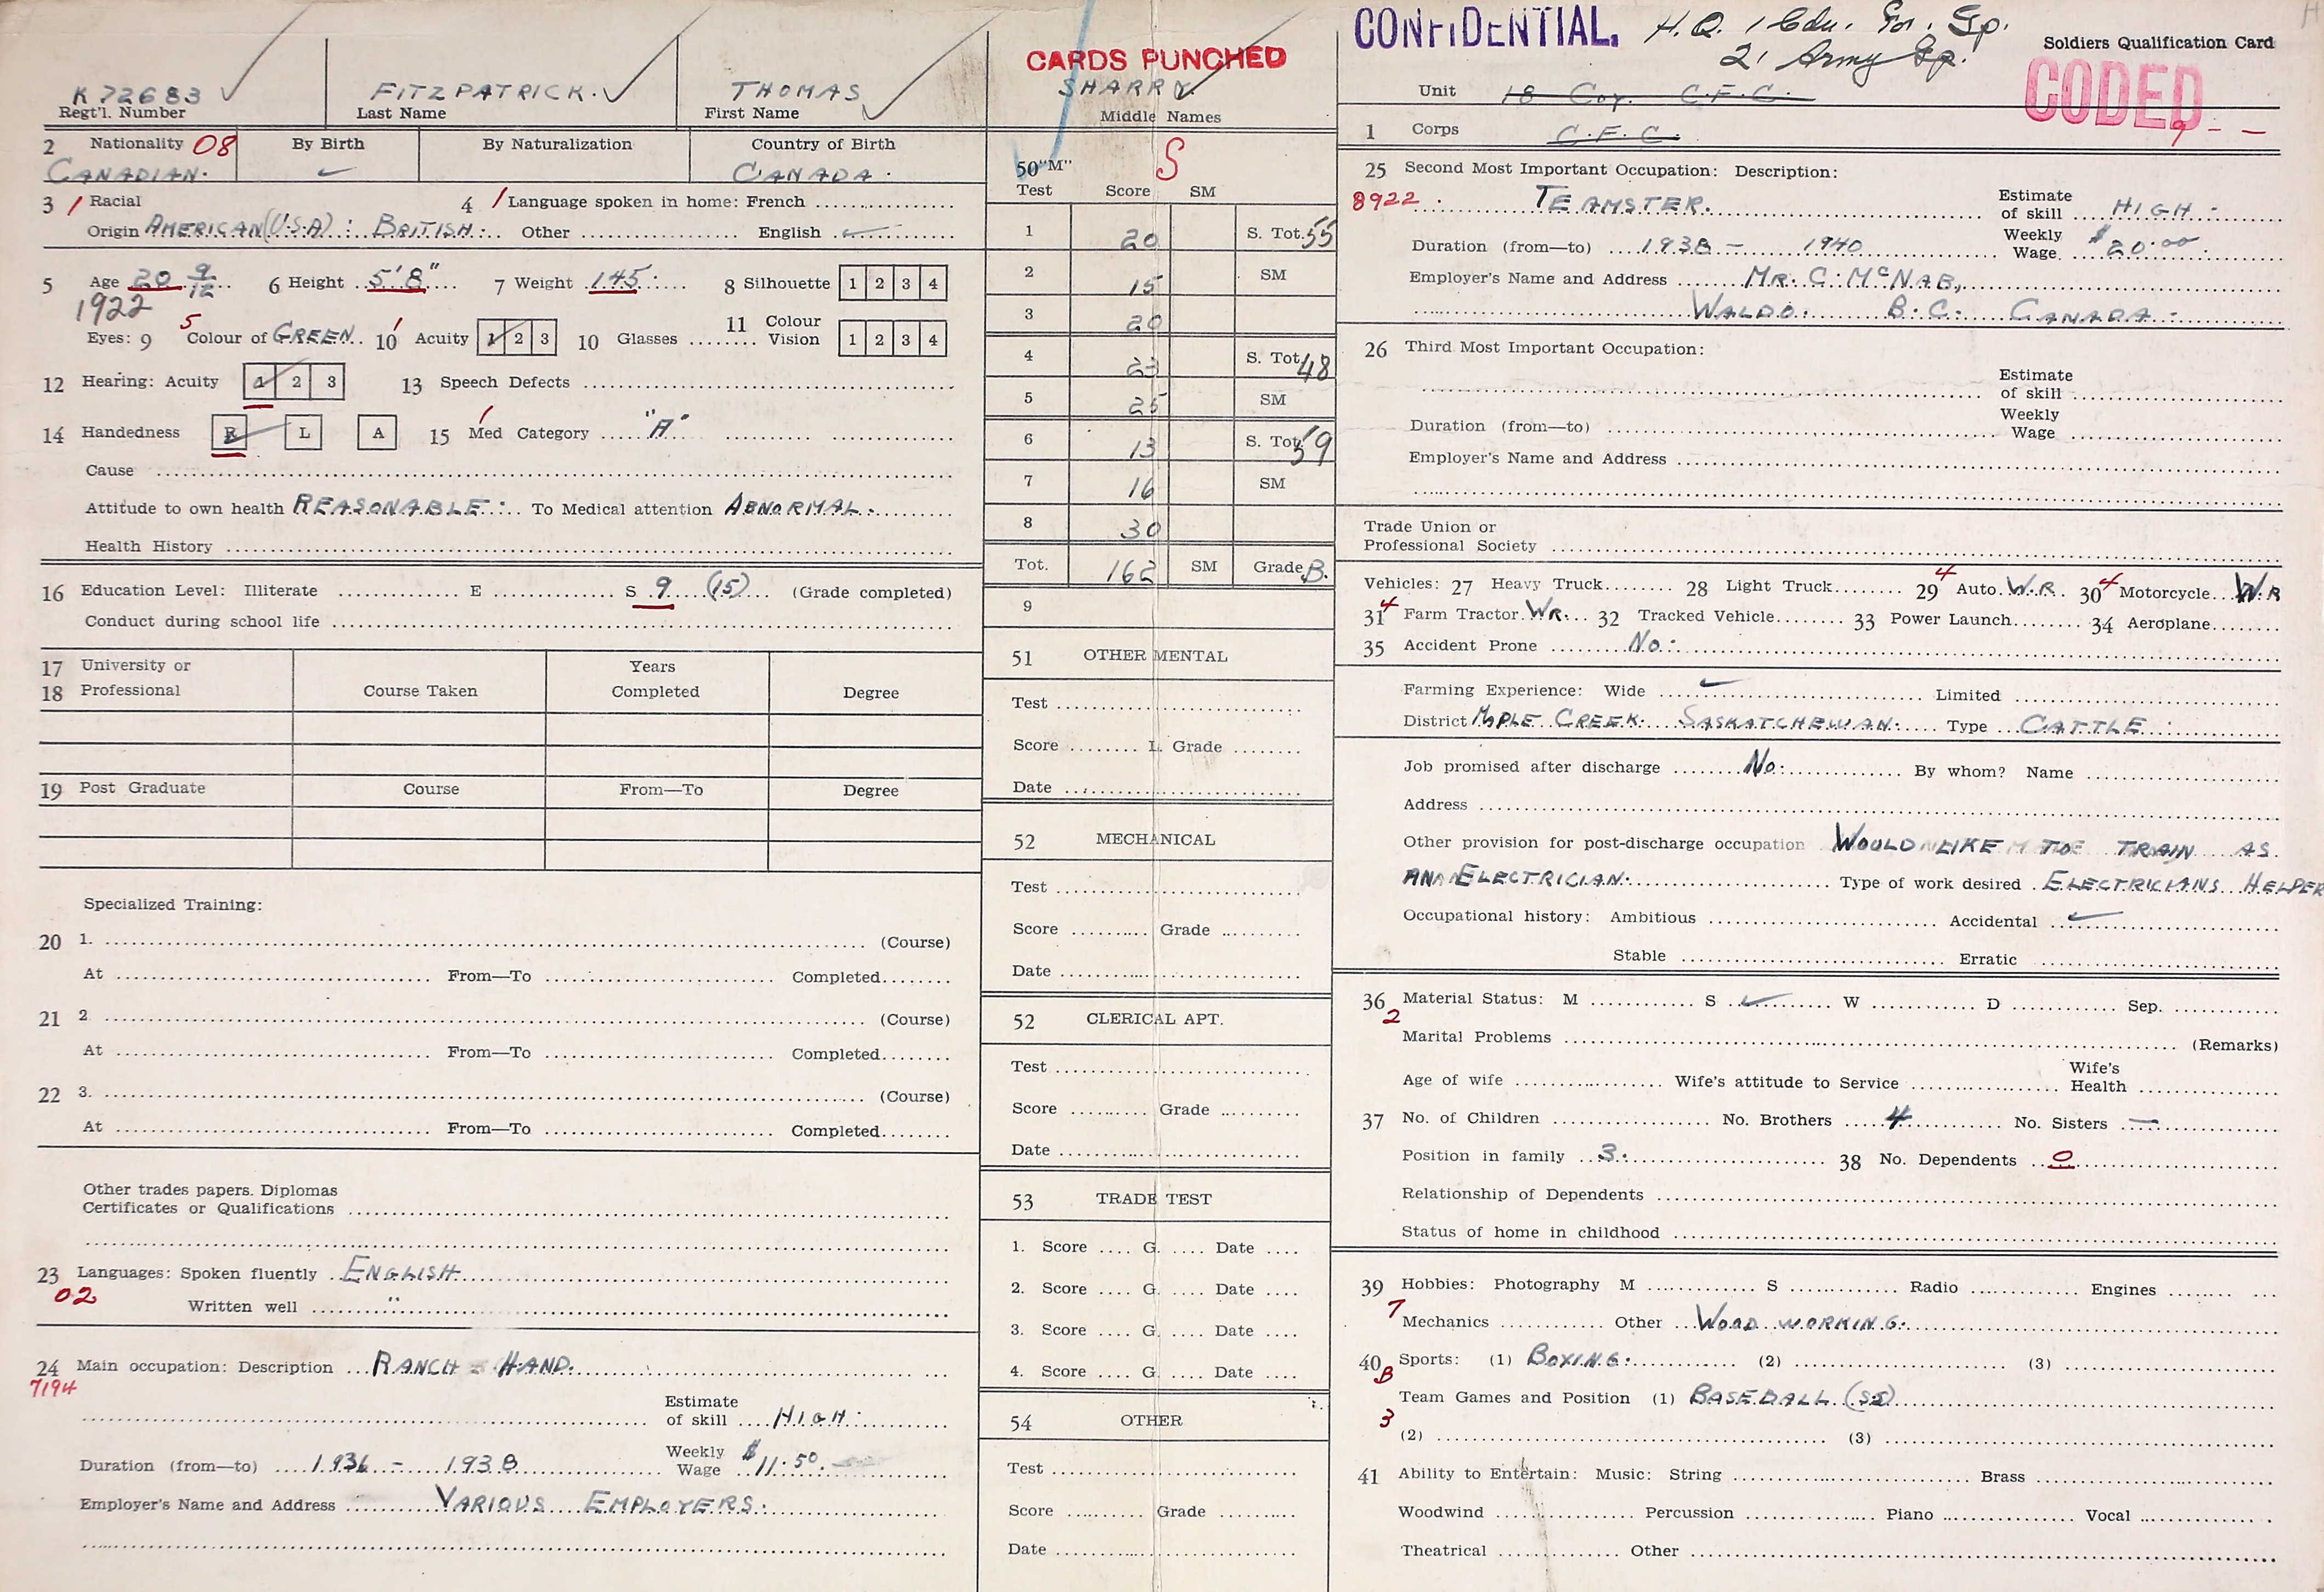 K 72683 FITZPATRICK. THOMAS
Regt'l. Number Last Name First Name
2 Nationality 08 By Birth By Naturalization Country of Birth
CANADIAN. ✓ CANADA.
3 1 Racial 4 1 Language spoken in home: French
Origin AMERICAN (U.S.A): BRITISH: Other English ✓
5 Age 20 9/12 6 Height 5'8" 7 Weight 145 8 Silhouette 1 2 3 4
1922
Eyes: 9 5 Colour of GREEN. 10 1 Acuity 1 2 3 10 Glasses 11 Colour Vision 1 2 3 4
12 Hearing: Acuity 1 2 3 13 Speech Defects
14 Handedness R L A 15 1 Med Category "A"
Cause
Attitude to own health REASONABLE: To Medical attention ABNORMAL.
Health History
16 Education Level: Illiterate E S 9 (15) (Grade completed)
Conduct during school life
17 University or Years
18 Professional Course Taken Completed Degree
19 Post Graduate Course From—To Degree
Specialized Training:
20 1. (Course)
At From—To Completed
21 2 (Course)
At From—To Completed
22 3. (Course)
At From—To Completed
Other trades papers. Diplomas
Certificates or Qualifications
23 Languages: Spoken fluently ENGLISH.
02 Written well "
24 Main occupation: Description RANCH - HAND.
7194
Estimate
of skill HIGH.
Duration (from—to) 1936 - 1938 Weekly Wage $11.50
Employer's Name and Address VARIOUS EMPLOYERS.
CARDS PUNCHED
SHARRY
Middle Names
50 "M" S
Test Score SM
1 20 S. Tot. 55
2 15 SM
3 20
4 23 S. Tot. 48
5 25 SM
6 13 S. Tot. 59
7 16 SM
8 30
Tot. 162 SM Grade B.
9
51 OTHER MENTAL
Test
Score L. Grade
Date
52 MECHANICAL
Test
Score Grade
Date
52 CLERICAL APT.
Test
Score Grade
Date
53 TRADE TEST
1. Score G. Date
2. Score G. Date
3. Score G. Date
4. Score G. Date
54 OTHER
Test
Score Grade
Date
CONFIDENTIAL. H.Q. 1 Cdn. For. Gp.
21 Army Gp.
Soldiers Qualification Card
CODED
9 - -
Unit 18 Coy. C.F.C.
1 Corps C.F.C.
25 Second Most Important Occupation: Description:
8922 TEAMSTER. Estimate of skill HIGH.
Duration (from—to) 1938 - 1940 Weekly Wage $20.00
Employer's Name and Address MR. C. McNAB,
WALDO. B.C. CANADA.
26 Third Most Important Occupation:
Estimate
of skill
Duration (from—to) Weekly Wage
Employer's Name and Address
Trade Union or
Professional Society
Vehicles: 27 Heavy Truck 28 Light Truck 29 4 Auto W.R. 30 4 Motorcycle W.R
31 4 Farm Tractor WR. 32 Tracked Vehicle 33 Power Launch 34 Aeroplane
35 Accident Prone No.
Farming Experience: Wide ✓ Limited
District MAPLE CREEK. SASKATCHEWAN. Type CATTLE.
Job promised after discharge No. By whom? Name
Address
Other provision for post-discharge occupation WOULD LIKE TO TRAIN AS
AN ELECTRICIAN. Type of work desired ELECTRICIANS HELPER
Occupational history: Ambitious Accidental ✓
Stable Erratic
36 Material Status: M S ✓ W D Sep.
2
Marital Problems (Remarks)
Age of wife Wife's attitude to Service Wife's Health
37 No. of Children No. Brothers 4 No. Sisters —
Position in family 3. 38 No. Dependents 0
Relationship of Dependents
Status of home in childhood
39 Hobbies: Photography M S Radio Engines
7 Mechanics Other WOOD WORKING.
40 B Sports: (1) BOXING. (2) (3)
Team Games and Position (1) BASEBALL (SS)
3
(2) (3)
41 Ability to Entertain: Music: String Brass
Woodwind Percussion Piano Vocal
Theatrical Other